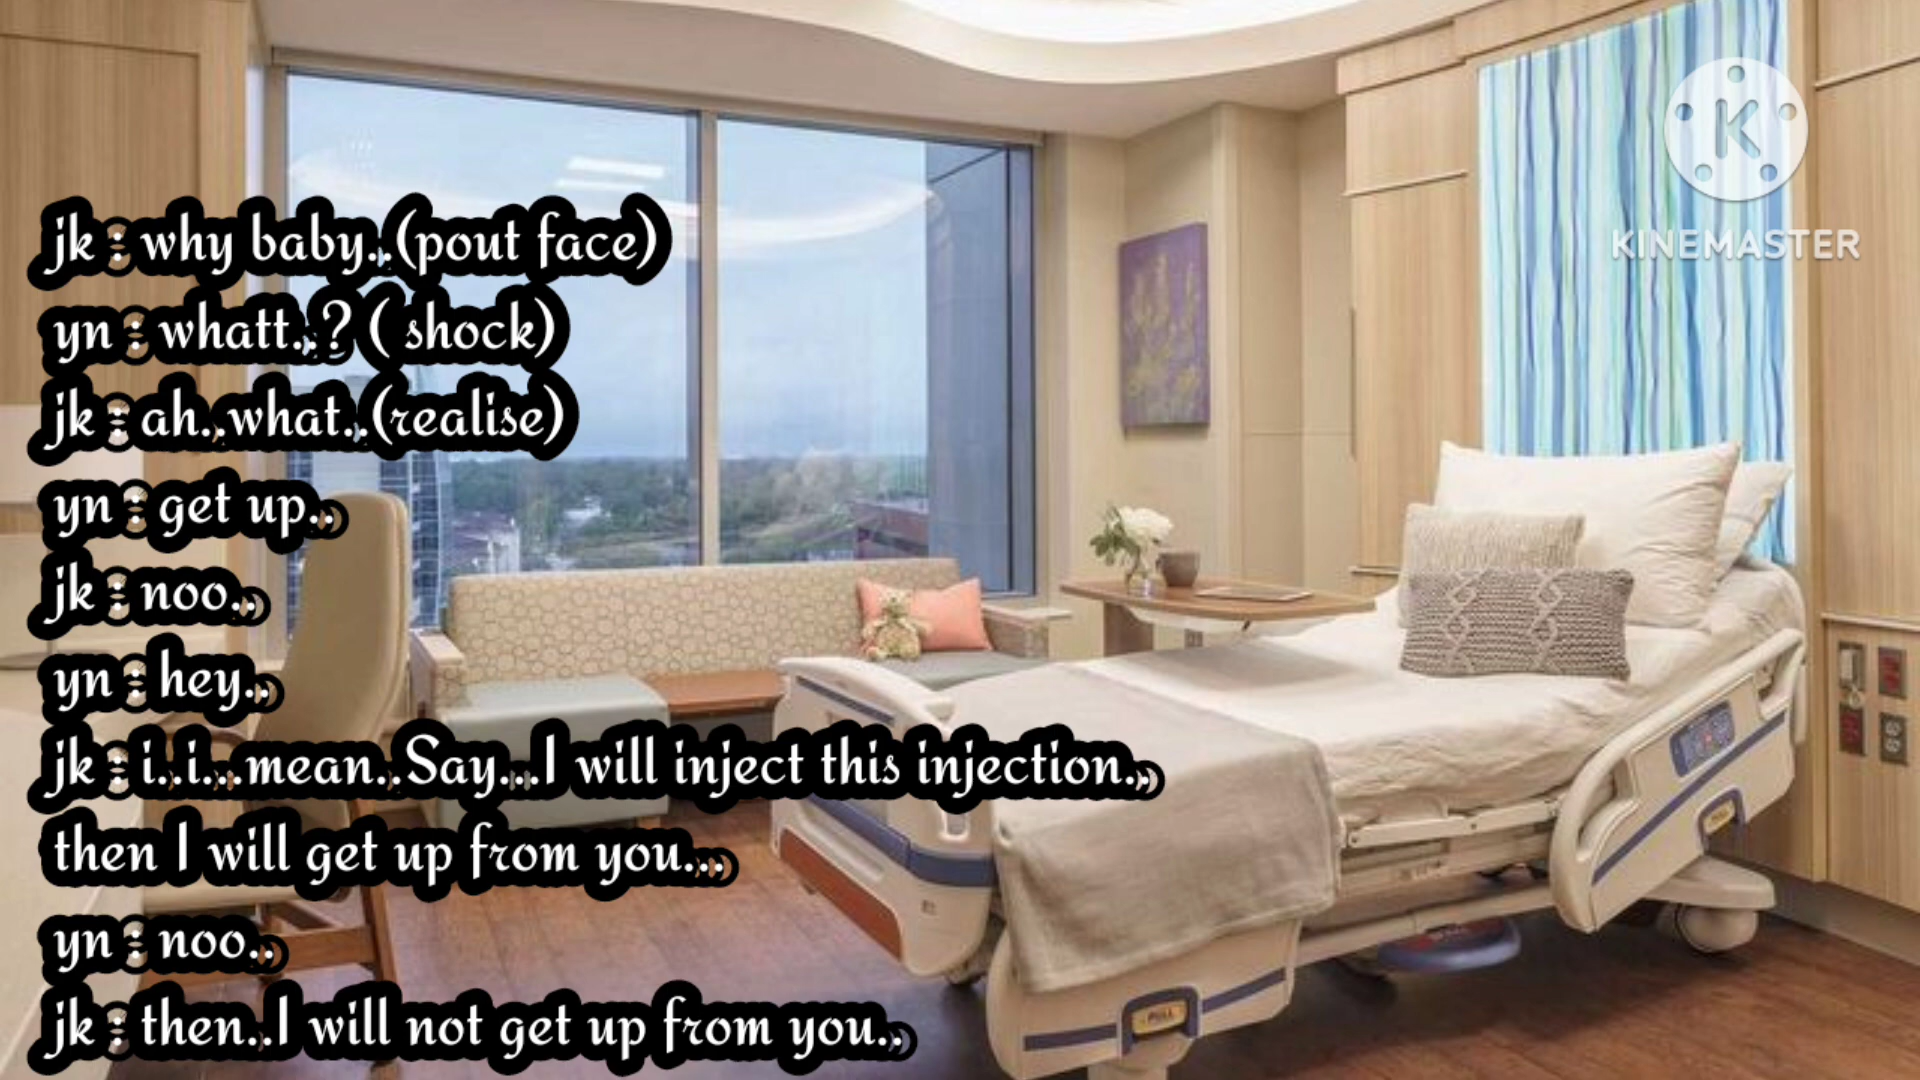 jk : why baby..(pout face)
yn : whatt..? ( shock)
jk : ah..what..(realise)
yn : get up..
jk : noo..
yn : hey..
jk : i..i...mean..Say...I will inject this injection..
then I will get up from you...
yn : noo..
jk : then..I will not get up from you..
K
KINEMASTER
PULL
PULL